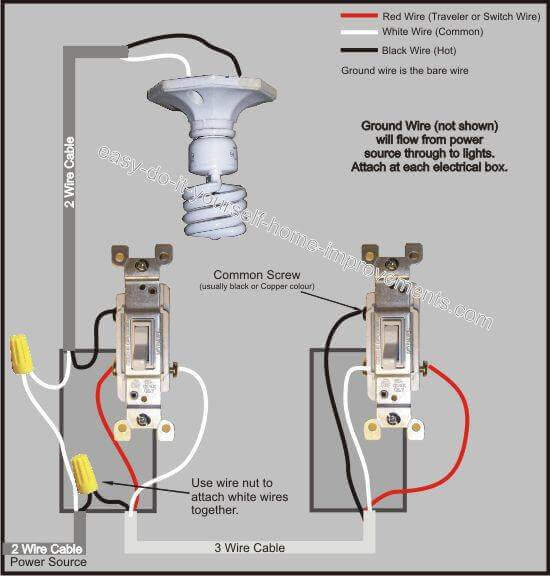 Red Wire (Traveler or Switch Wire)
White Wire (Common)
Black Wire (Hot)
Ground wire is the bare wire
Ground Wire (not shown)
will flow from power
source through to lights.
Attach at each electrical box.
2 Wire Cable
easy-do-it-yourself-home-improvements.com
Common Screw
(usually black or Copper colour)
Use wire nut to
attach white wires
together.
2 Wire Cable
Power Source
3 Wire Cable